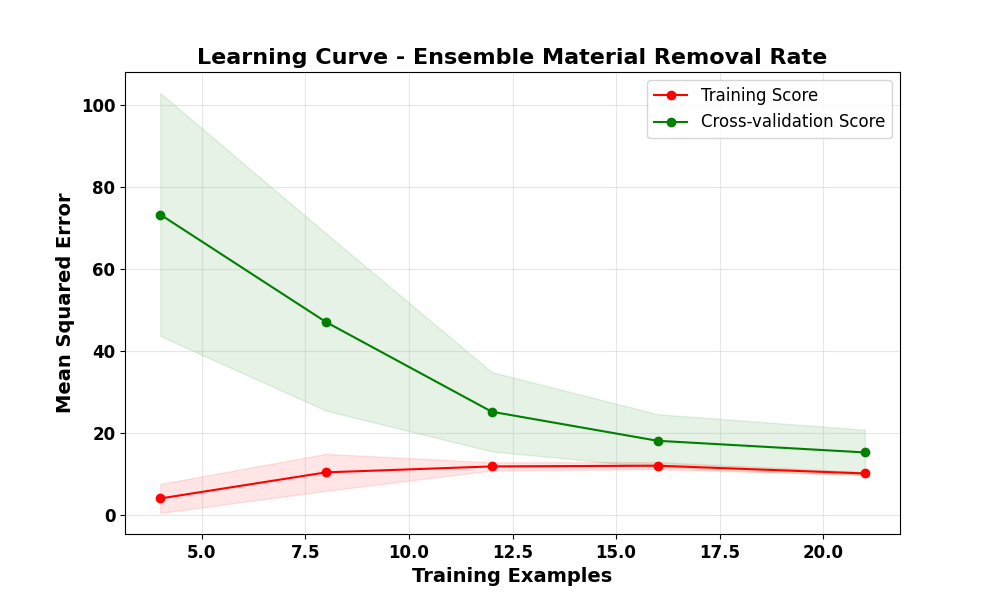 Learning Curve - Ensemble Material Removal Rate
Training Score
Cross-validation Score
Mean Squared Error
100
80
60
40
20
0
5.0 7.5 10.0 12.5 15.0 17.5 20.0
Training Examples